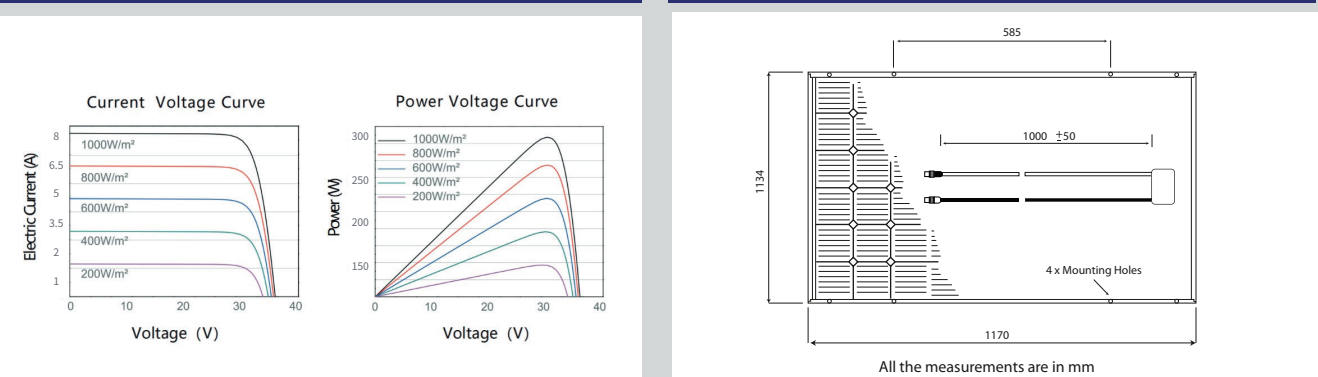 Current Voltage Curve
Electric Current (A)
8
6.5
5
3.5
2
1
1000W/m²
800W/m²
600W/m²
400W/m²
200W/m²
0 10 20 30 40
Voltage (V)
Power Voltage Curve
Power (W)
300
250
200
150
1000W/m²
800W/m²
600W/m²
400W/m²
200W/m²
0 10 20 30 40
Voltage (V)
585
1134
1000 ±50
4 x Mounting Holes
1170
All the measurements are in mm